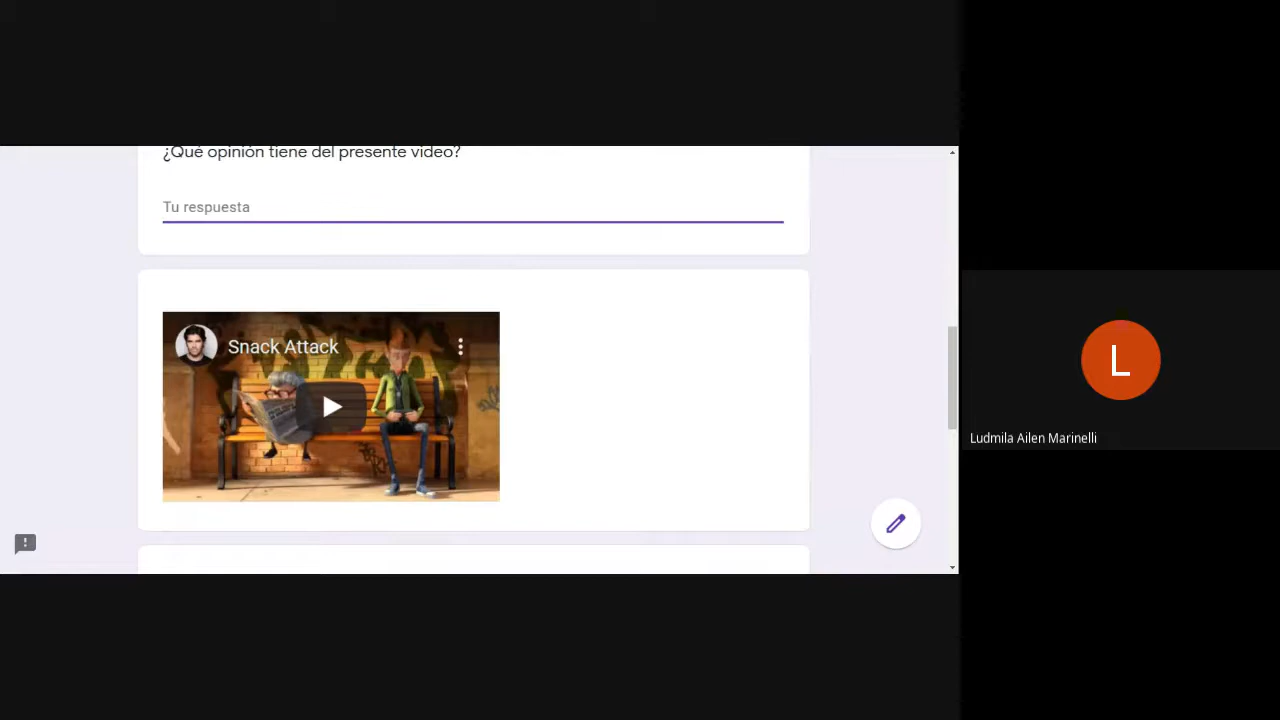 ¿Qué opinión tiene del presente video?
Tu respuesta
Snack Attack
L
Ludmila Ailen Marinelli